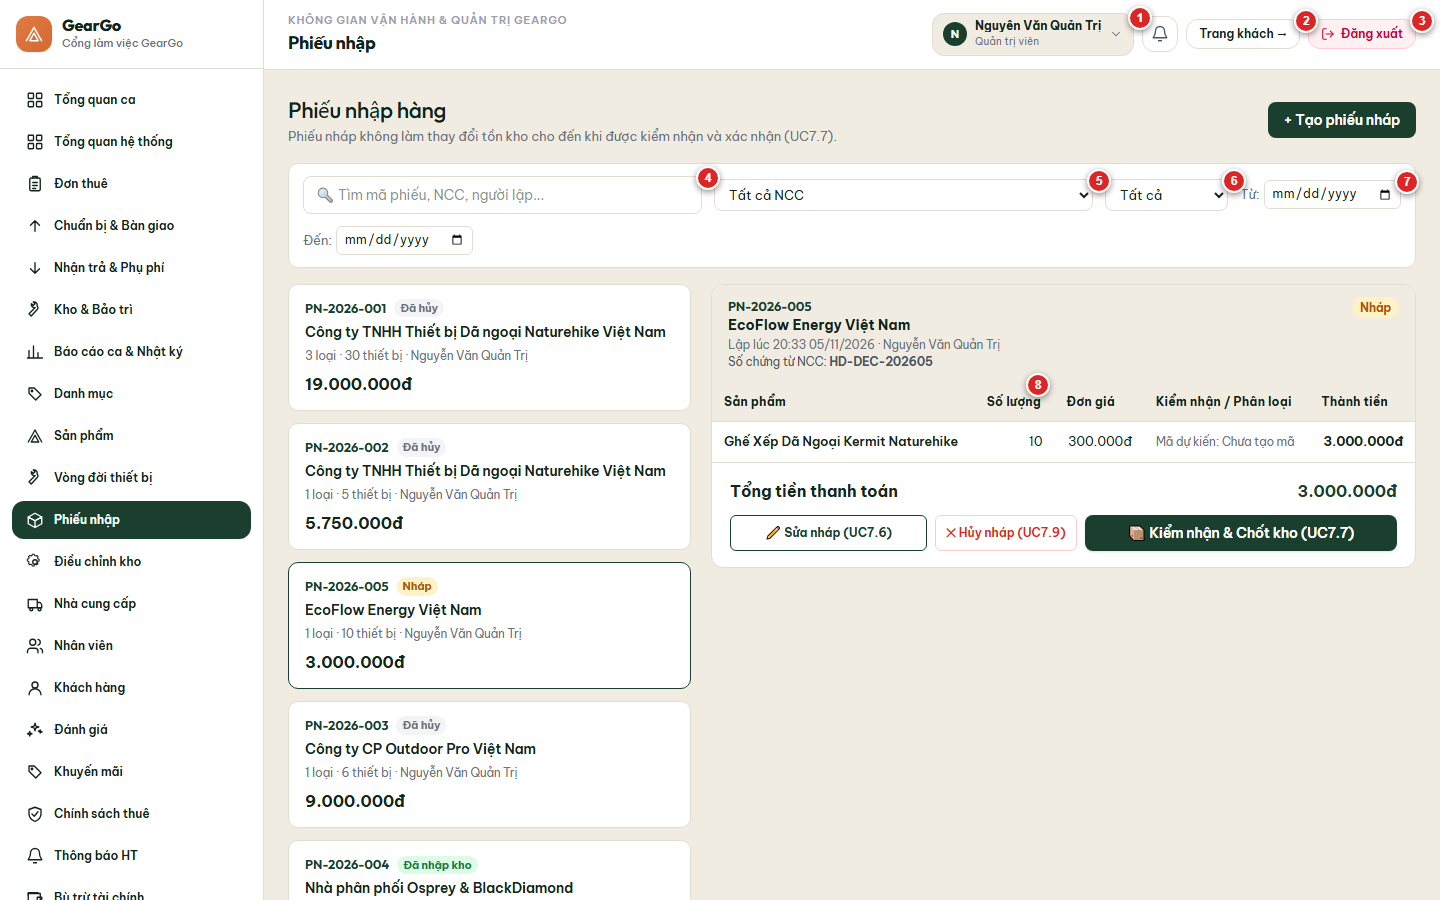 GearGo
Cổng làm việc GearGo
KHÔNG GIAN VẬN HÀNH & QUẢN TRỊ GEARGO
Phiếu nhập
N
Nguyễn Văn Quản Trị
Quản trị viên
1
Trang khách →
2
Đăng xuất
3
Tổng quan ca
Tổng quan hệ thống
Đơn thuê
Chuẩn bị & Bàn giao
Nhận trả & Phụ phí
Kho & Bảo trì
Báo cáo ca & Nhật ký
Danh mục
Sản phẩm
Vòng đời thiết bị
Phiếu nhập
Điều chỉnh kho
Nhà cung cấp
Nhân viên
Khách hàng
Đánh giá
Khuyến mãi
Chính sách thuê
Thông báo HT
Bù trừ tài chính
Phiếu nhập hàng
Phiếu nháp không làm thay đổi tồn kho cho đến khi được kiểm nhận và xác nhận (UC7.7).
+ Tạo phiếu nháp
Tìm mã phiếu, NCC, người lập...
4
Tất cả NCC
5
Tất cả
6
Từ: mm/dd/yyyy
7
Đến: mm/dd/yyyy
PN-2026-001 Đã hủy
Công ty TNHH Thiết bị Dã ngoại Naturehike Việt Nam
3 loại · 30 thiết bị · Nguyễn Văn Quản Trị
19.000.000đ
PN-2026-002 Đã hủy
Công ty TNHH Thiết bị Dã ngoại Naturehike Việt Nam
1 loại · 5 thiết bị · Nguyễn Văn Quản Trị
5.750.000đ
PN-2026-005 Nháp
EcoFlow Energy Việt Nam
1 loại · 10 thiết bị · Nguyễn Văn Quản Trị
3.000.000đ
PN-2026-003 Đã hủy
Công ty CP Outdoor Pro Việt Nam
1 loại · 6 thiết bị · Nguyễn Văn Quản Trị
9.000.000đ
PN-2026-004 Đã nhập kho
Nhà phân phối Osprey & BlackDiamond
PN-2026-005
Nháp
EcoFlow Energy Việt Nam
Lập lúc 20:33 05/11/2026 · Nguyễn Văn Quản Trị
Số chứng từ NCC: HD-DEC-202605
8
Sản phẩm Số lượng Đơn giá Kiểm nhận / Phân loại Thành tiền
Ghế Xếp Dã Ngoại Kermit Naturehike 10 300.000đ Mã dự kiến: Chưa tạo mã 3.000.000đ
Tổng tiền thanh toán 3.000.000đ
Sửa nháp (UC7.6)
Hủy nháp (UC7.9)
Kiểm nhận & Chốt kho (UC7.7)